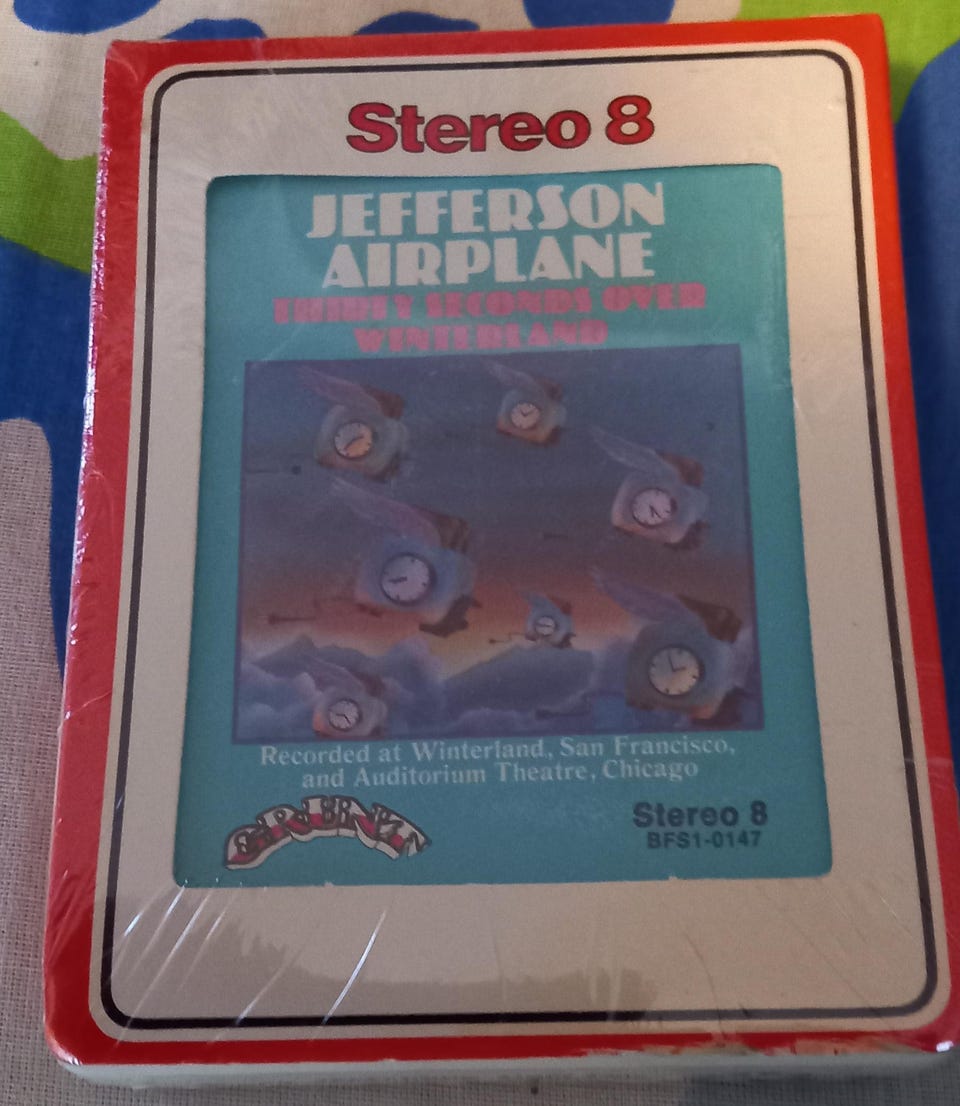 Stereo 8
JEFFERSON
AIRPLANE
THIRTY SECONDS OVER
WINTERLAND
Recorded at Winterland, San Francisco,
and Auditorium Theatre, Chicago
GRUNT
Stereo 8
BFS1-0147